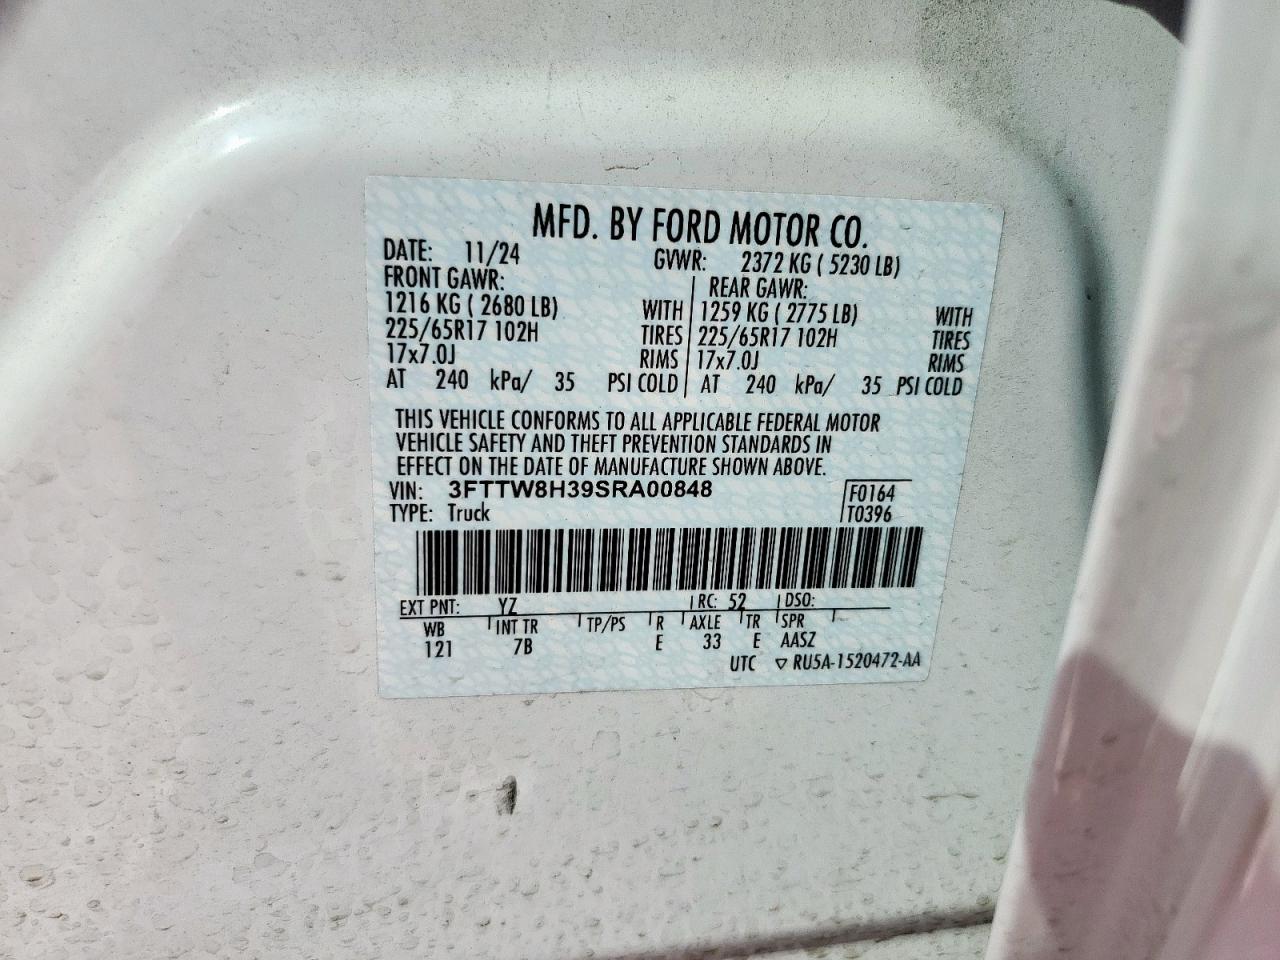 MFD. BY FORD MOTOR CO.
DATE: 11/24 GVWR: 2372 KG ( 5230 LB)
FRONT GAWR: REAR GAWR:
1216 KG ( 2680 LB) WITH 1259 KG ( 2775 LB) WITH
225/65R17 102H TIRES 225/65R17 102H TIRES
17x7.0J RIMS 17x7.0J RIMS
AT 240 kPa/ 35 PSI COLD AT 240 kPa/ 35 PSI COLD
THIS VEHICLE CONFORMS TO ALL APPLICABLE FEDERAL MOTOR
VEHICLE SAFETY AND THEFT PREVENTION STANDARDS IN
EFFECT ON THE DATE OF MANUFACTURE SHOWN ABOVE.
VIN: 3FTTW8H39SRA00848 F0164
TYPE: Truck T0396
EXT PNT: YZ RC: 52 DSO:
WB INT TR TP/PS R AXLE TR SPR
121 7B E 33 E AASZ
UTC ▽ RU5A-1520472-AA